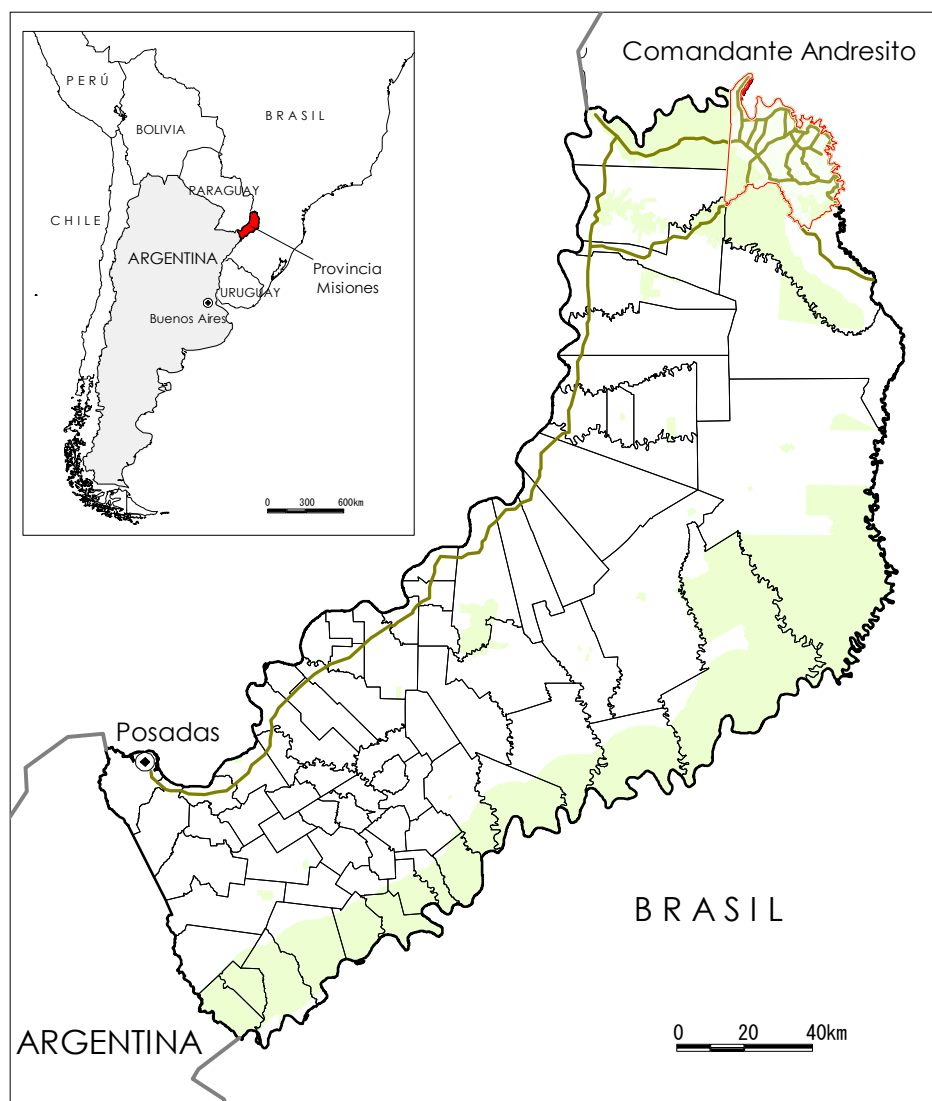 Comandante Andresito
PERÚ
BRASIL
BOLIVIA
PARAGUAY
CHILE
ARGENTINA
Provincia
Misiones
URUGUAY
Buenos Aires
0 300 600km
Posadas
BRASIL
ARGENTINA
0 20 40km